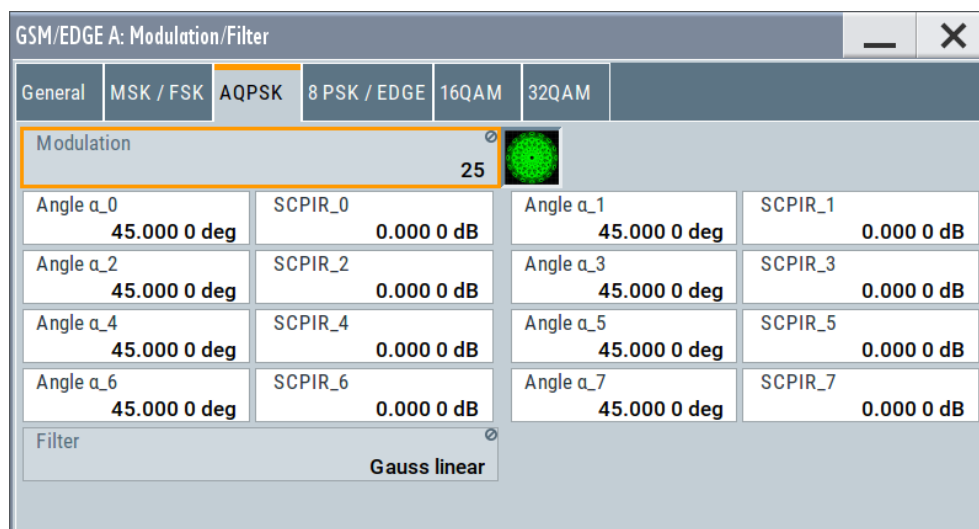 GSM/EDGE A: Modulation/Filter
General MSK / FSK AQPSK 8 PSK / EDGE 16QAM 32QAM
Modulation
25
Angle α_0 SCPIR_0 Angle α_1 SCPIR_1
45.000 0 deg 0.000 0 dB 45.000 0 deg 0.000 0 dB
Angle α_2 SCPIR_2 Angle α_3 SCPIR_3
45.000 0 deg 0.000 0 dB 45.000 0 deg 0.000 0 dB
Angle α_4 SCPIR_4 Angle α_5 SCPIR_5
45.000 0 deg 0.000 0 dB 45.000 0 deg 0.000 0 dB
Angle α_6 SCPIR_6 Angle α_7 SCPIR_7
45.000 0 deg 0.000 0 dB 45.000 0 deg 0.000 0 dB
Filter
Gauss linear